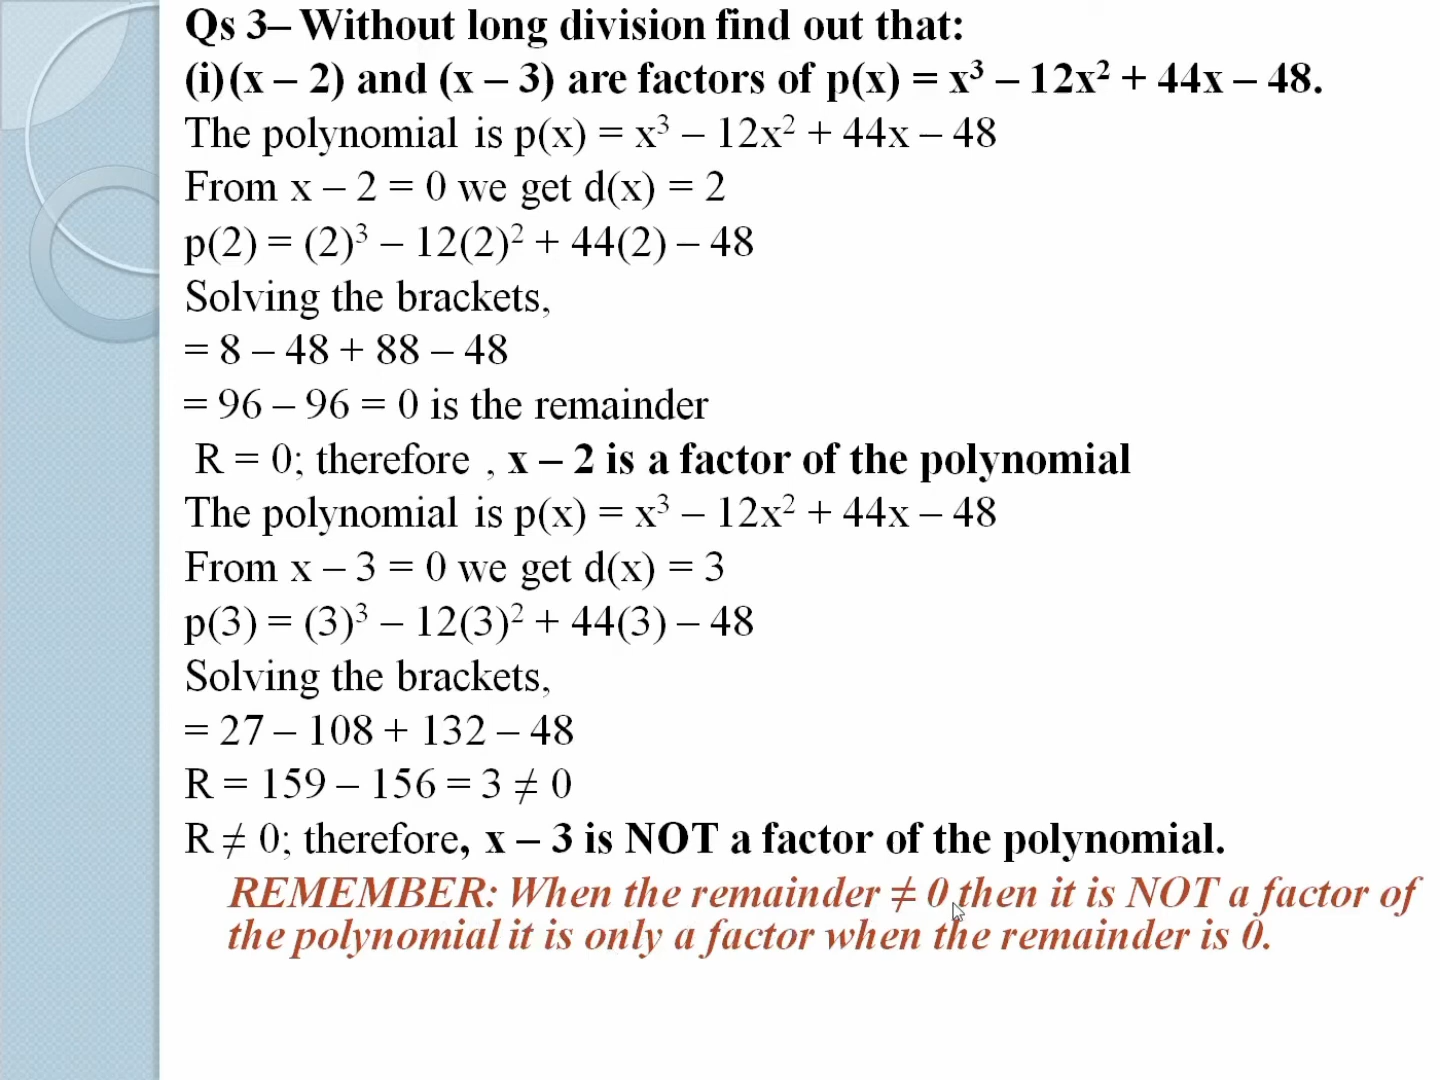 Qs 3– Without long division find out that:
(i)(x – 2) and (x – 3) are factors of p(x) = x³ – 12x² + 44x – 48.
The polynomial is p(x) = x³ – 12x² + 44x – 48
From x – 2 = 0 we get d(x) = 2
p(2) = (2)³ – 12(2)² + 44(2) – 48
Solving the brackets,
= 8 – 48 + 88 – 48
= 96 – 96 = 0 is the remainder
R = 0; therefore , x – 2 is a factor of the polynomial
The polynomial is p(x) = x³ – 12x² + 44x – 48
From x – 3 = 0 we get d(x) = 3
p(3) = (3)³ – 12(3)² + 44(3) – 48
Solving the brackets,
= 27 – 108 + 132 – 48
R = 159 – 156 = 3 ≠ 0
R ≠ 0; therefore, x – 3 is NOT a factor of the polynomial.
REMEMBER: When the remainder ≠ 0 then it is NOT a factor of
the polynomial it is only a factor when the remainder is 0.